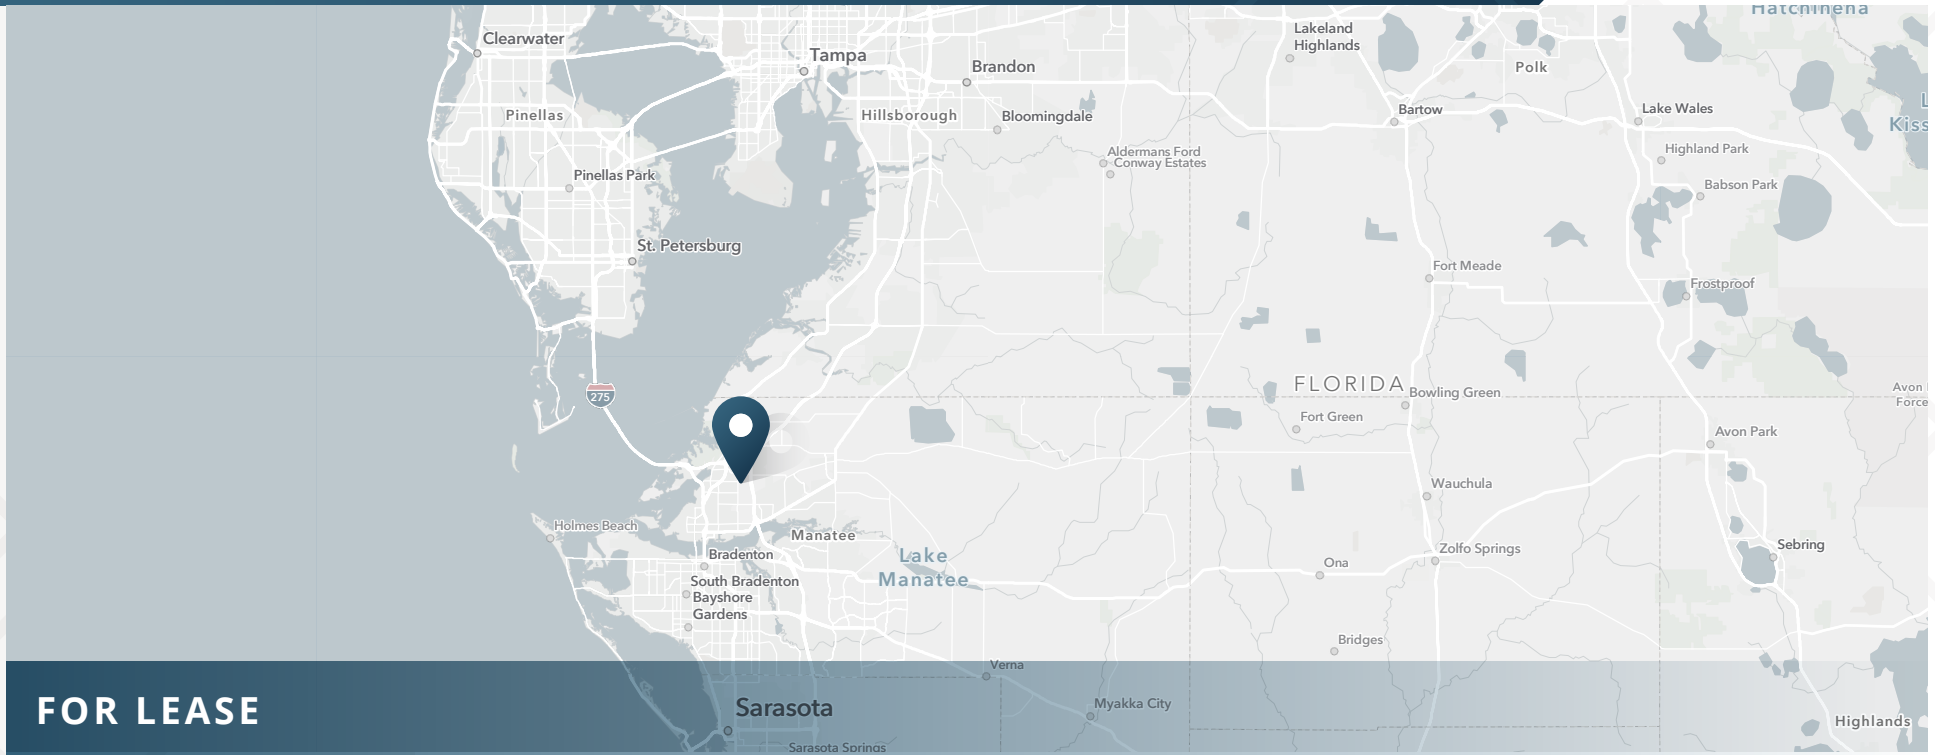 Hatchineha
Clearwater
Lakeland
Highlands
Tampa
Brandon
Polk
Pinellas
Hillsborough
Bloomingdale
Bartow
Lake Wales
L
Kiss
Aldermans Ford
Conway Estates
Highland Park
Pinellas Park
Babson Park
St. Petersburg
Fort Meade
Frostproof
FLORIDA
275
Bowling Green
Avon
Force
Fort Green
Avon Park
Wauchula
Holmes Beach
Manatee
Bradenton
Lake
Manatee
Zolfo Springs
Sebring
Ona
South Bradenton
Bayshore
Gardens
Bridges
Verna
FOR LEASE
Sarasota
Myakka City
Highlands
Sarasota Springs